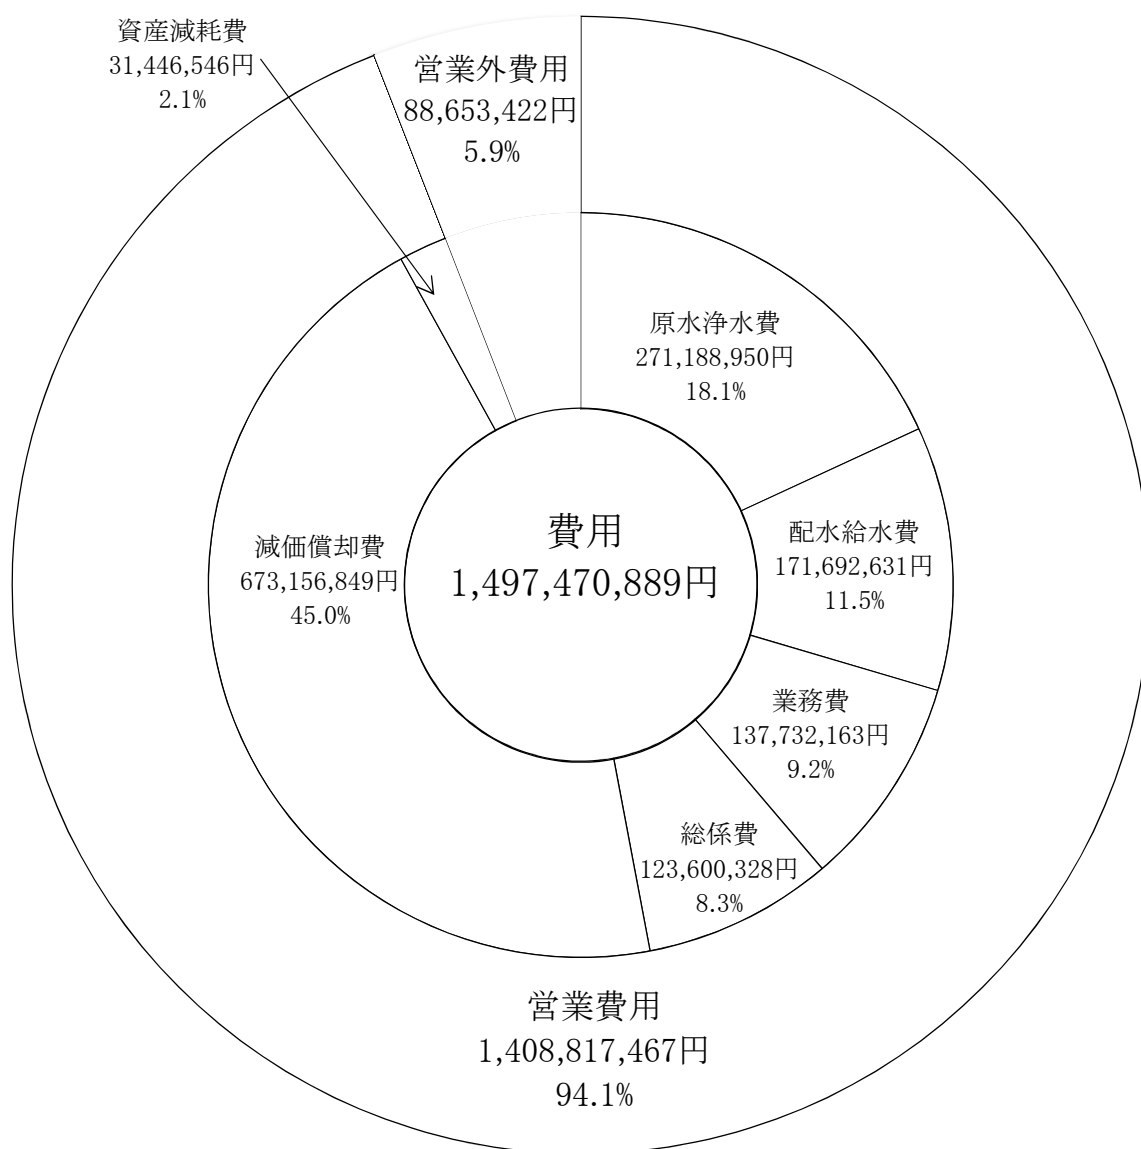 資産減耗費
31,446,546円
2.1%
営業外費用
88,653,422円
5.9%
原水浄水費
271,188,950円
18.1%
配水給水費
171,692,631円
11.5%
業務費
137,732,163円
9.2%
総係費
123,600,328円
8.3%
減価償却費
673,156,849円
45.0%
費用
1,497,470,889円
営業費用
1,408,817,467円
94.1%